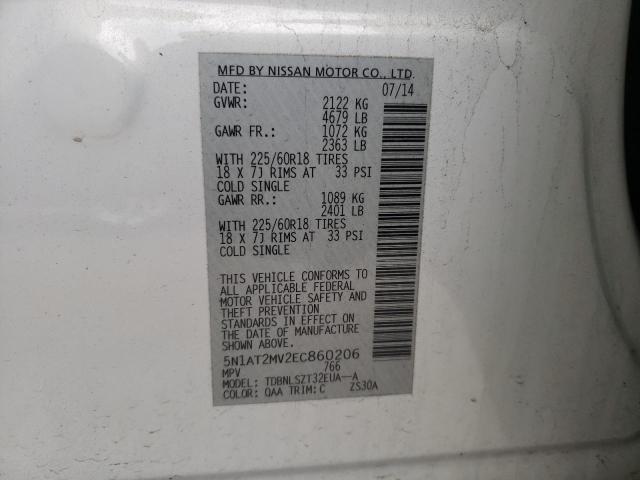 MFD BY NISSAN MOTOR CO., LTD.
DATE: 07/14
GVWR: 2122 KG
4679 LB
GAWR FR.: 1072 KG
2363 LB
WITH 225/60R18 TIRES
18 X 7J RIMS AT 33 PSI
COLD SINGLE
GAWR RR.: 1089 KG
2401 LB
WITH 225/60R18 TIRES
18 X 7J RIMS AT 33 PSI
COLD SINGLE
THIS VEHICLE CONFORMS TO
ALL APPLICABLE FEDERAL
MOTOR VEHICLE SAFETY AND
THEFT PREVENTION
STANDARDS IN EFFECT ON
THE DATE OF MANUFACTURE
SHOWN ABOVE.
5N1AT2MV2EC860206
MPV 766
MODEL: TDBNLSZT32EUA--A
COLOR: QAA TRIM:C ZS30A